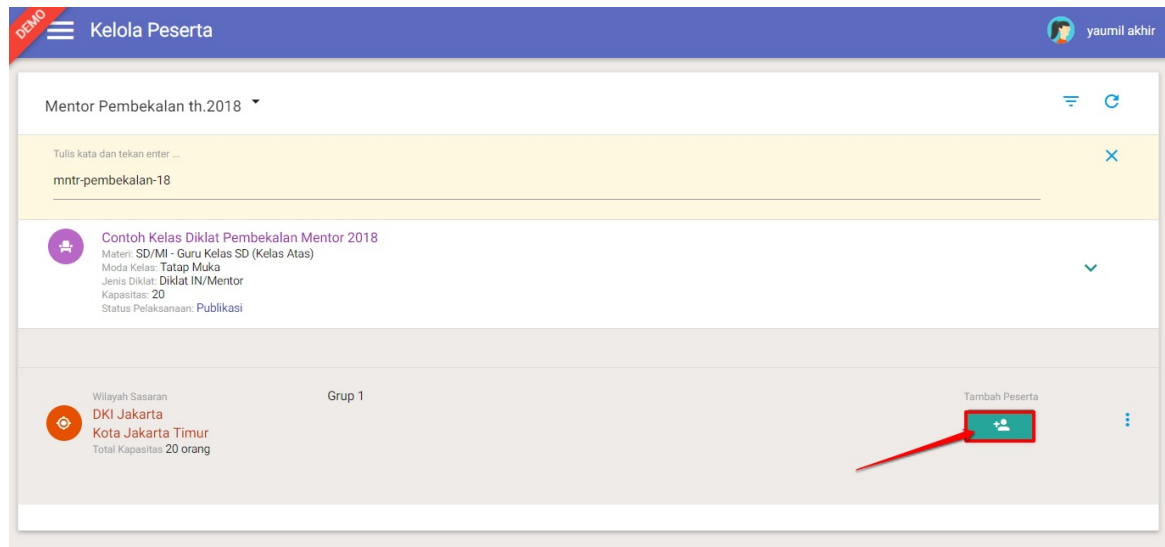 DEMO
Kelola Peserta
yaumil akhir
Mentor Pembekalan th.2018
Tulis kata dan tekan enter ...
mntr-pembekalan-18
Contoh Kelas Diklat Pembekalan Mentor 2018
Materi: SD/MI - Guru Kelas SD (Kelas Atas)
Moda Kelas: Tatap Muka
Jenis Diklat: Diklat IN/Mentor
Kapasitas: 20
Status Pelaksanaan: Publikasi
Wilayah Sasaran
DKI Jakarta
Kota Jakarta Timur
Total Kapasitas 20 orang
Grup 1
Tambah Peserta